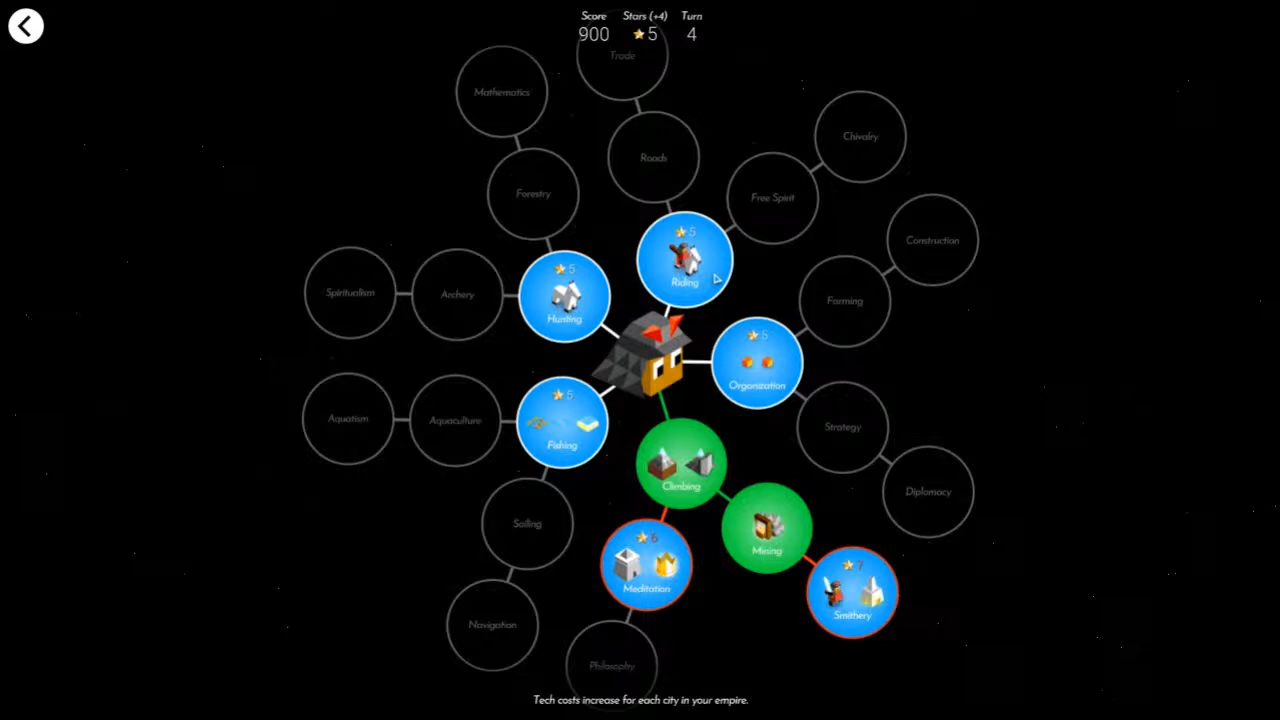 Score Stars (+4) Turn
900 5 4
Trade
Mathematics
Chivalry
Roads
Forestry
Free Spirit
5
Riding
Construction
5
Hunting
Spiritualism
Archery
Farming
5
Organization
5
Fishing
Aquatism
Aquaculture
Strategy
Climbing
Diplomacy
Sailing
Mining
6
Meditation
7
Smithery
Navigation
Philosophy
Tech costs increase for each city in your empire.